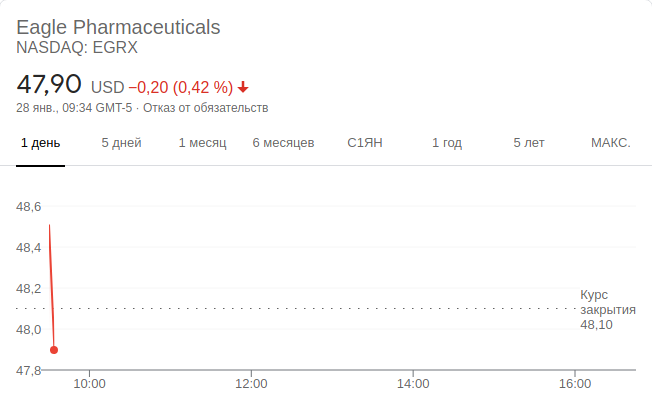 Eagle Pharmaceuticals
NASDAQ: EGRX
47,90 USD −0,20 (0,42 %)
28 янв., 09:34 GMT-5 · Отказ от обязательств
1 день 5 дней 1 месяц 6 месяцев С1ЯН 1 год 5 лет МАКС.
48,6
48,4
48,2
Курс
закрытия
48,10
48,0
47,8
10:00 12:00 14:00 16:00